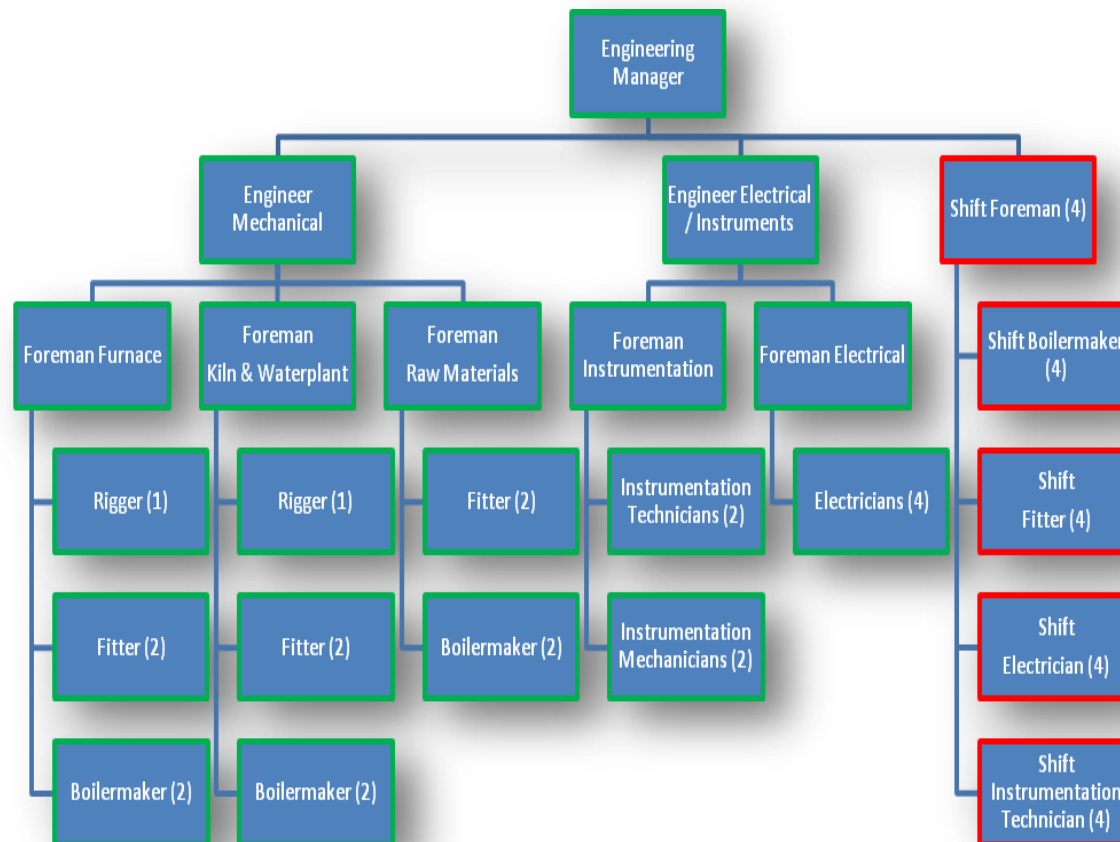 Engineering
Manager
Engineer
Mechanical
Engineer Electrical
/ Instruments
Shift Foreman (4)
Foreman Furnace
Foreman
Kiln & Waterplant
Foreman
Raw Materials
Foreman
Instrumentation
Foreman Electrical
Shift Boilermaker
(4)
Rigger (1)
Rigger (1)
Fitter (2)
Instrumentation
Technicians (2)
Electricians (4)
Shift
Fitter (4)
Fitter (2)
Fitter (2)
Boilermaker (2)
Instrumentation
Mechanicians (2)
Shift
Electrician (4)
Boilermaker (2)
Boilermaker (2)
Shift
Instrumentation
Technician (4)